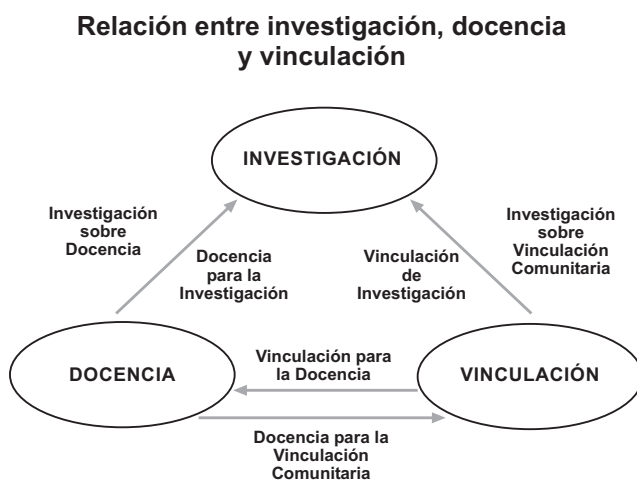 Relación entre investigación, docencia
y vinculación
INVESTIGACIÓN
Investigación
sobre
Docencia
Docencia
para la
Investigación
Vinculación
de
Investigación
Investigación
sobre
Vinculación
Comunitaria
DOCENCIA
Vinculación para
la Docencia
VINCULACIÓN
Docencia para la
Vinculación
Comunitaria